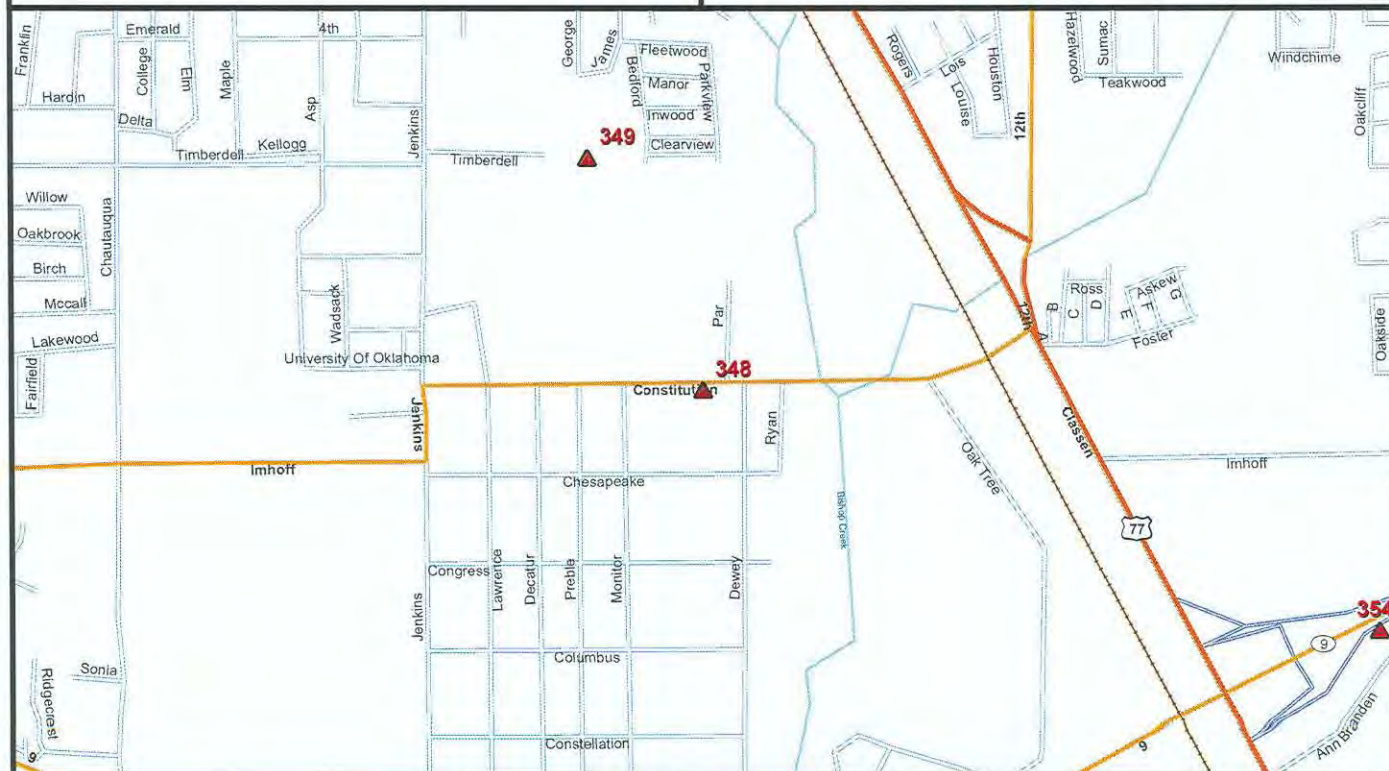 Franklin
Emerald
4th
College
Elm
Maple
Asp
Hardin
Delta
Timberdell
Kellogg
Jenkins
Timberdell
George
James
Fleetwood
Bedford
Manor
Parkview
Inwood
Clearview
349
Rogers
Lois
Louise
Houston
12th
Hazelwood
Sumac
Teakwood
Windchime
Oakcliff
Willow
Oakbrook
Birch
Mccall
Lakewood
Fairfield
Chautauqua
Wadsack
University Of Oklahoma
Par
348
Constitution
12th
A
B
C
Ross
D
E
F
Askew
G
Foster
Oakside
Jenkins
Imhoff
Ryan
Chesapeake
Oak Tree
Classen
Imhoff
Bishop Creek
77
Congress
Lawrence
Decatur
Preble
Monitor
Dewey
Jenkins
Columbus
354
9
Sonia
Ridgecrest
9
Constellation
9
Ann Branden